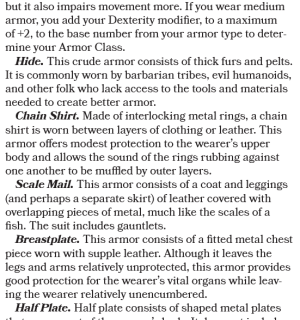 but it also impairs movement more. If you wear medium
armor, you add your Dexterity modifier, to a maximum
of +2, to the base number from your armor type to deter-
mine your Armor Class.
Hide. This crude armor consists of thick furs and pelts.
It is commonly worn by barbarian tribes, evil humanoids,
and other folk who lack access to the tools and materials
needed to create better armor.
Chain Shirt. Made of interlocking metal rings, a chain
shirt is worn between layers of clothing or leather. This
armor offers modest protection to the wearer's upper
body and allows the sound of the rings rubbing against
one another to be muffled by outer layers.
Scale Mail. This armor consists of a coat and leggings
(and perhaps a separate skirt) of leather covered with
overlapping pieces of metal, much like the scales of a
fish. The suit includes gauntlets.
Breastplate. This armor consists of a fitted metal chest
piece worn with supple leather. Although it leaves the
legs and arms relatively unprotected, this armor provides
good protection for the wearer's vital organs while leav-
ing the wearer relatively unencumbered.
Half Plate. Half plate consists of shaped metal plates